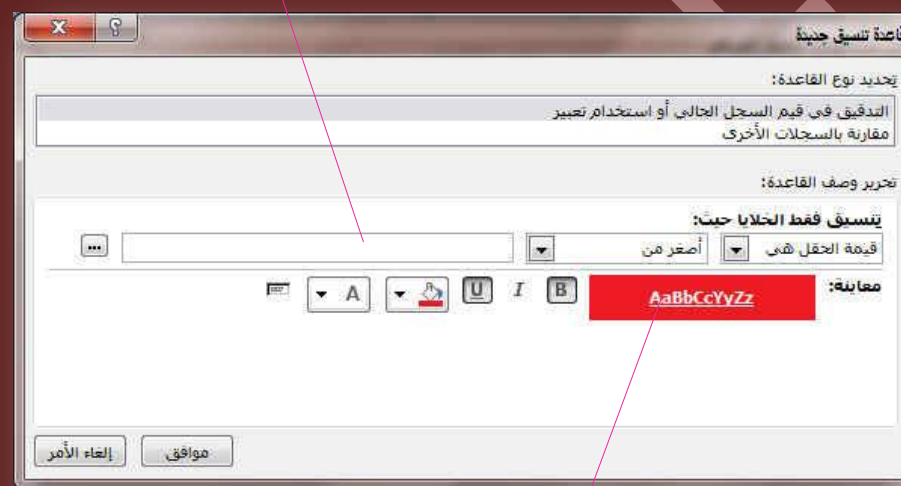 قاعدة تنسيق جديدة
تحديد نوع القاعدة:
التدقيق في قيم السجل الحالي أو استخدام تعبير
مقارنة بالسجلات الأخرى
تحرير وصف القاعدة:
تنسيق فقط الخلايا حيث:
قيمة الحقل هي أصغر من ...
معاينة: AaBbCcYyZz B I U A
موافق إلغاء الأمر